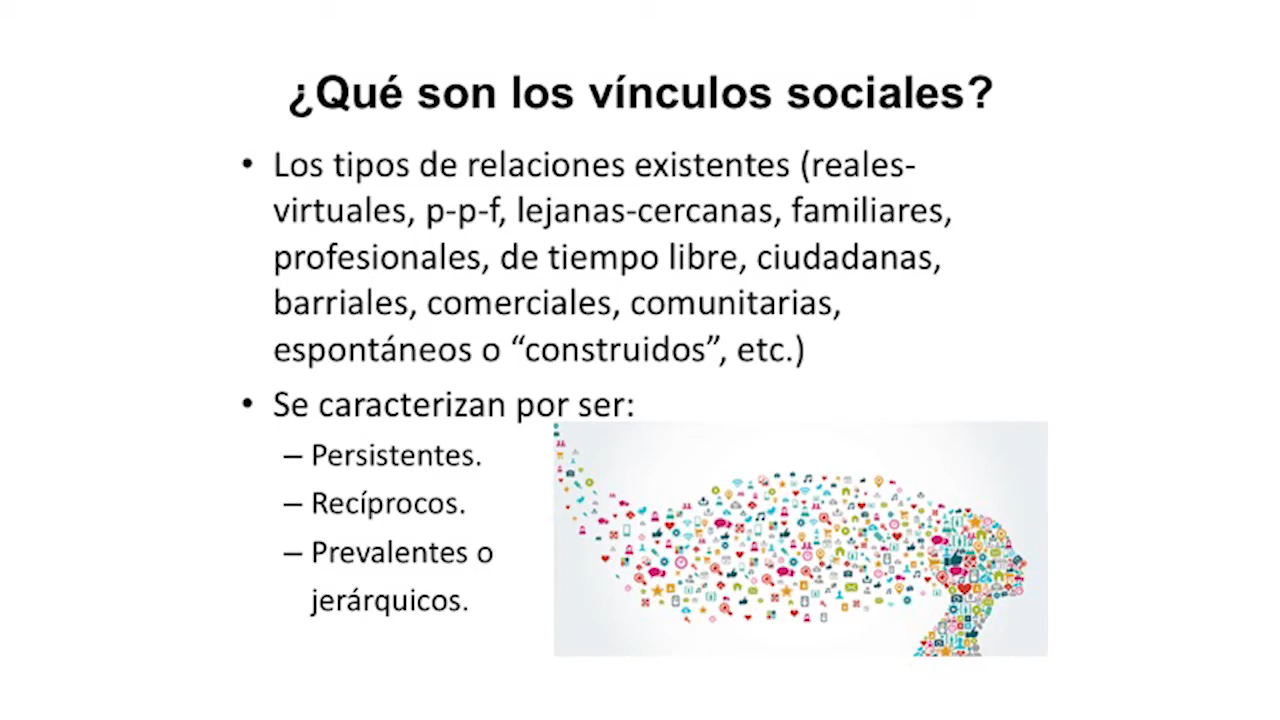 ¿Qué son los vínculos sociales?
• Los tipos de relaciones existentes (reales-
virtuales, p-p-f, lejanas-cercanas, familiares,
profesionales, de tiempo libre, ciudadanas,
barriales, comerciales, comunitarias,
espontáneos o “construidos”, etc.)
• Se caracterizan por ser:
– Persistentes.
– Recíprocos.
– Prevalentes o
jerárquicos.